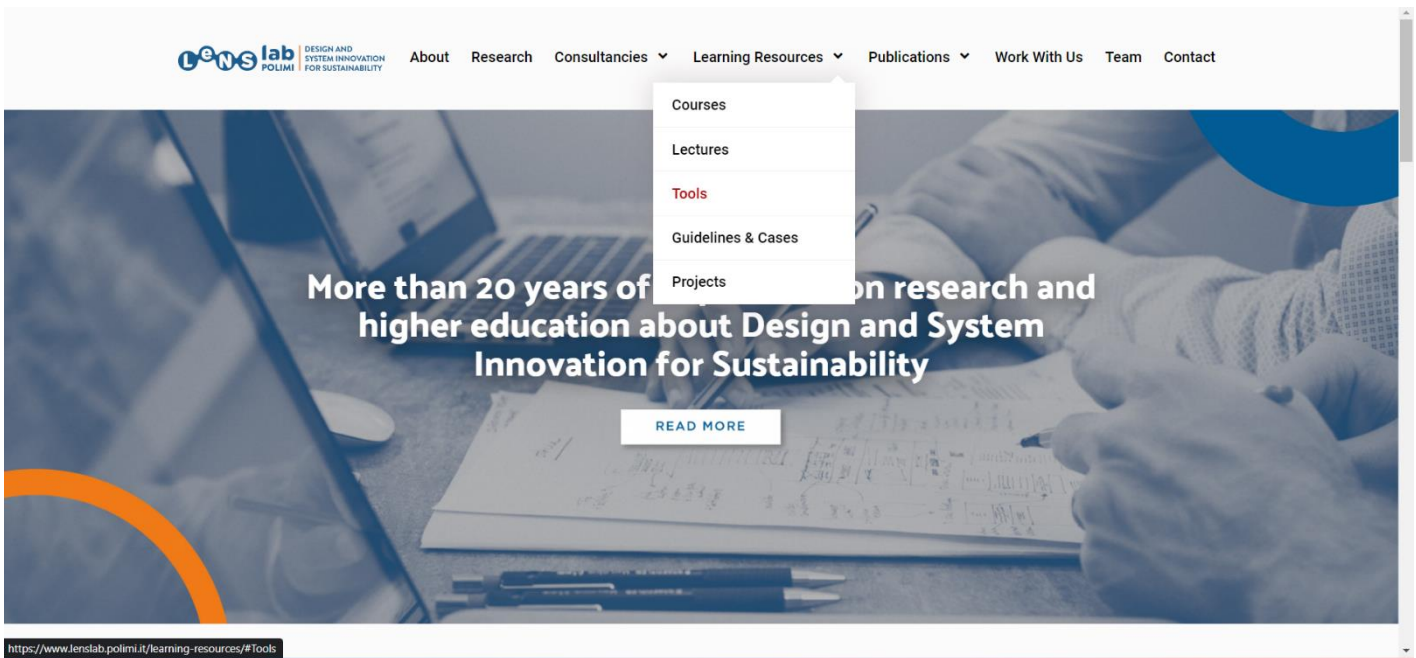 LeNS lab
POLIMI
DESIGN AND
SYSTEM INNOVATION
FOR SUSTAINABILITY
About Research Consultancies Learning Resources Publications Work With Us Team Contact
Courses
Lectures
Tools
Guidelines & Cases
Projects
More than 20 years of on research and
higher education about Design and System
Innovation for Sustainability
READ MORE
https://www.lenslab.polimi.it/learning-resources/#Tools